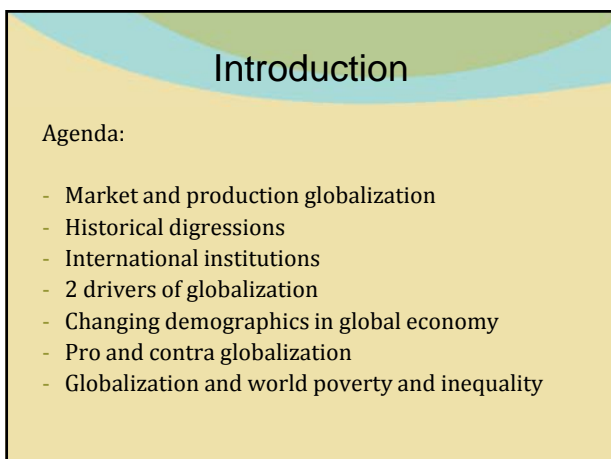 Introduction
Agenda:
- Market and production globalization
- Historical digressions
- International institutions
- 2 drivers of globalization
- Changing demographics in global economy
- Pro and contra globalization
- Globalization and world poverty and inequality